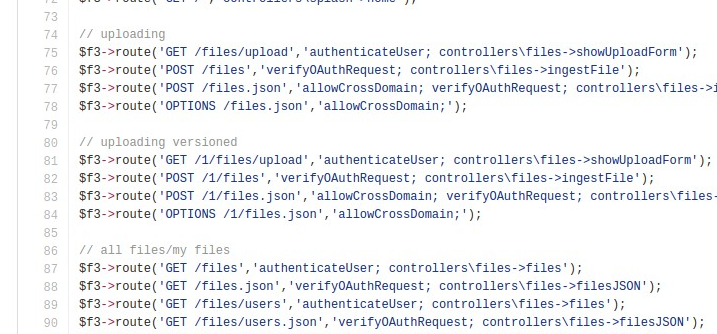 72 $f3->route('GET /','controllers\splash->home');
73
74 // uploading
75 $f3->route('GET /files/upload','authenticateUser; controllers\files->showUploadForm');
76 $f3->route('POST /files','verifyOAuthRequest; controllers\files->ingestFile');
77 $f3->route('POST /files.json','allowCrossDomain; verifyOAuthRequest; controllers\files->i
78 $f3->route('OPTIONS /files.json','allowCrossDomain;');
79
80 // uploading versioned
81 $f3->route('GET /1/files/upload','authenticateUser; controllers\files->showUploadForm');
82 $f3->route('POST /1/files','verifyOAuthRequest; controllers\files->ingestFile');
83 $f3->route('POST /1/files.json','allowCrossDomain; verifyOAuthRequest; controllers\files-
84 $f3->route('OPTIONS /1/files.json','allowCrossDomain;');
85
86 // all files/my files
87 $f3->route('GET /files','authenticateUser; controllers\files->files');
88 $f3->route('GET /files.json','verifyOAuthRequest; controllers\files->filesJSON');
89 $f3->route('GET /files/users','authenticateUser; controllers\files->files');
90 $f3->route('GET /files/users.json','verifyOAuthRequest; controllers\files->filesJSON');